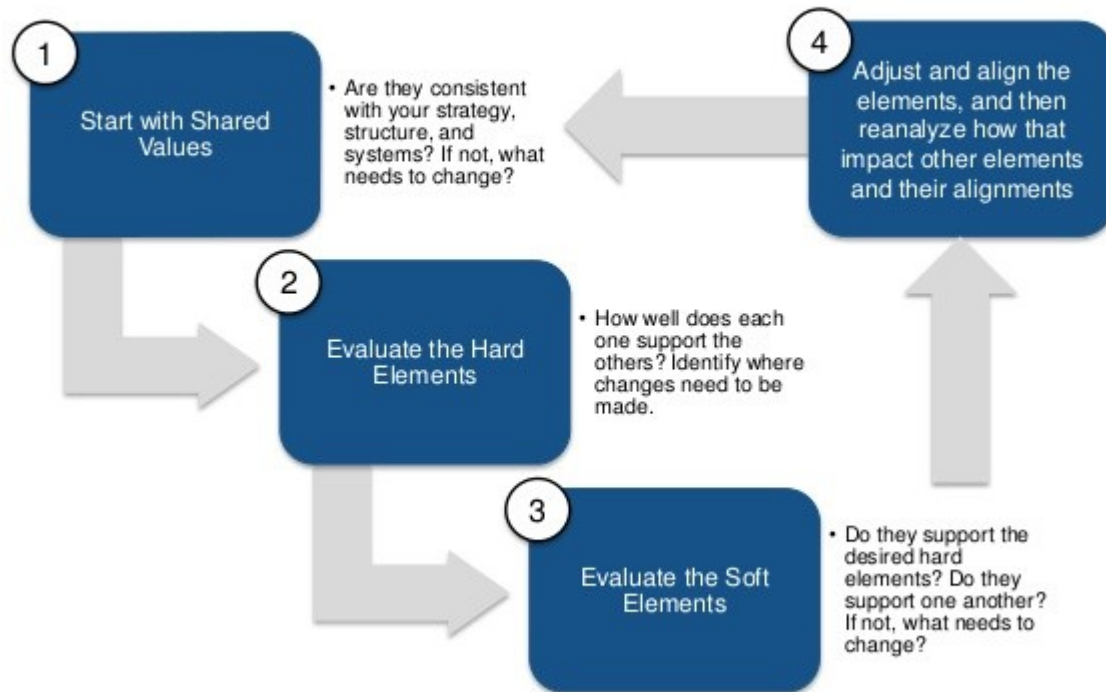 1
Start with Shared
Values
• Are they consistent
with your strategy,
structure, and
systems? If not, what
needs to change?
2
Evaluate the Hard
Elements
• How well does each
one support the
others? Identify where
changes need to be
made.
3
Evaluate the Soft
Elements
• Do they support the
desired hard
elements? Do they
support one another?
If not, what needs to
change?
4
Adjust and align the
elements, and then
reanalyze how that
impact other elements
and their alignments